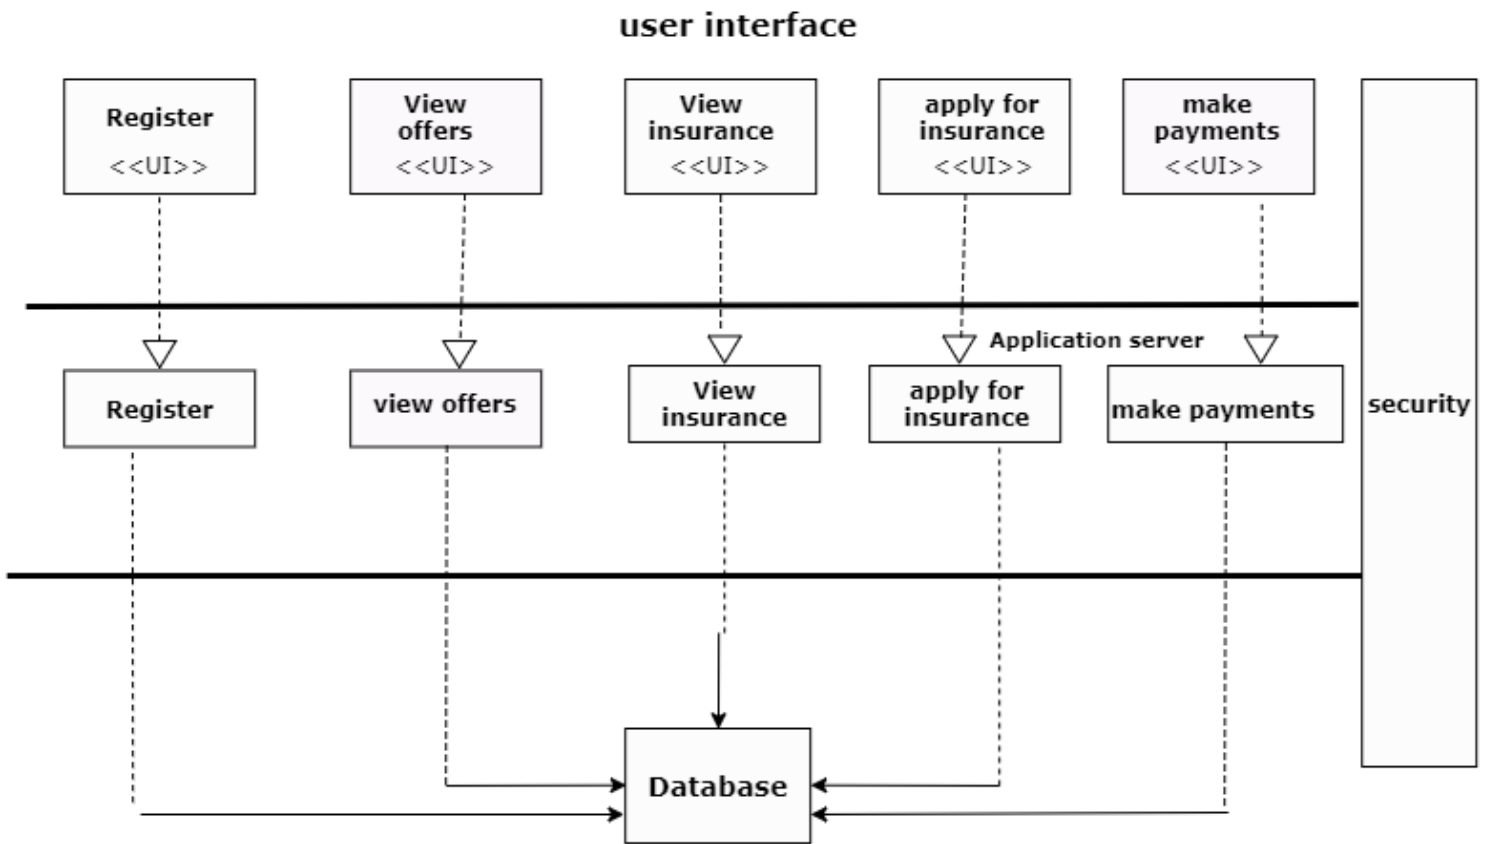 user interface
Register
<<UI>>
View
offers
<<UI>>
View
insurance
<<UI>>
apply for
insurance
<<UI>>
make
payments
<<UI>>
Application server
Register
view offers
View
insurance
apply for
insurance
make payments
security
Database